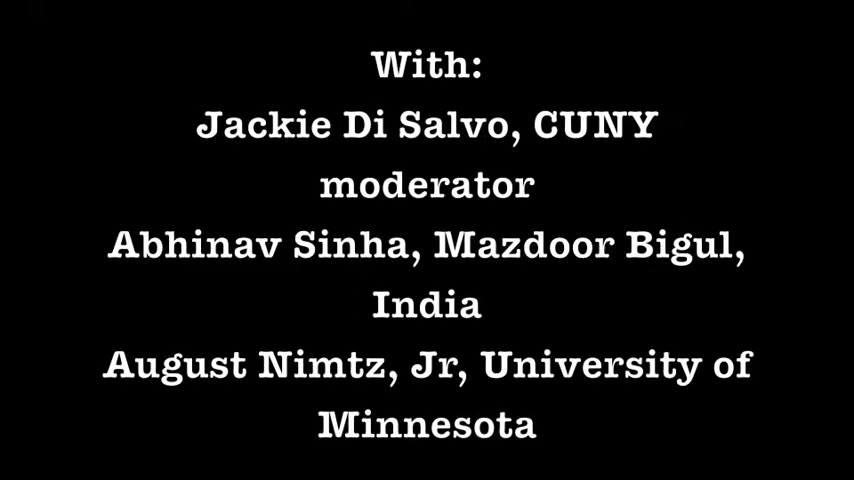 With:
Jackie Di Salvo, CUNY
moderator
Abhinav Sinha, Mazdoor Bigul,
India
August Nimtz, Jr, University of
Minnesota